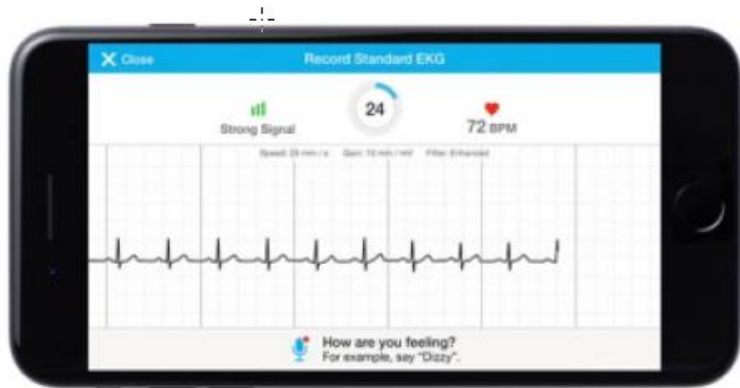 Close
Record Standard EKG
24
Strong Signal
72 BPM
Speed: 25 mm / s Gain: 10 mm / mV Filter: Enhanced
How are you feeling?
For example, say "Dizzy".